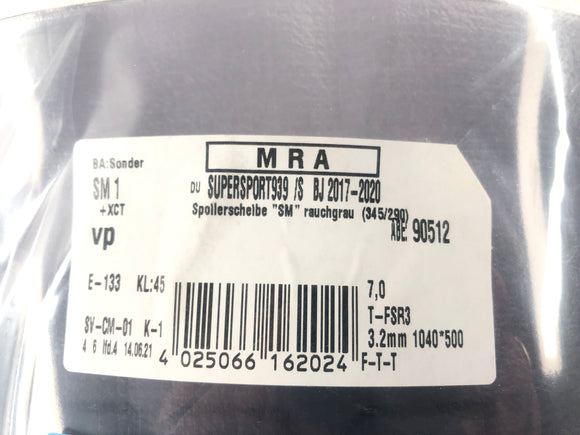 BA:Sonder
MRA
SM 1
DU SUPERSPORT939 /S BJ 2017-2020
+XCT
Spoilerscheibe "SM" rauchgrau (345/290)
vp
ABE: 90512
E-133 KL:45
7,0
T-FSR3
SV-CM-01 K-1
3.2mm 1040*500
4 6 lfd.4 14.06.21
4 025066 162024
F-T-T